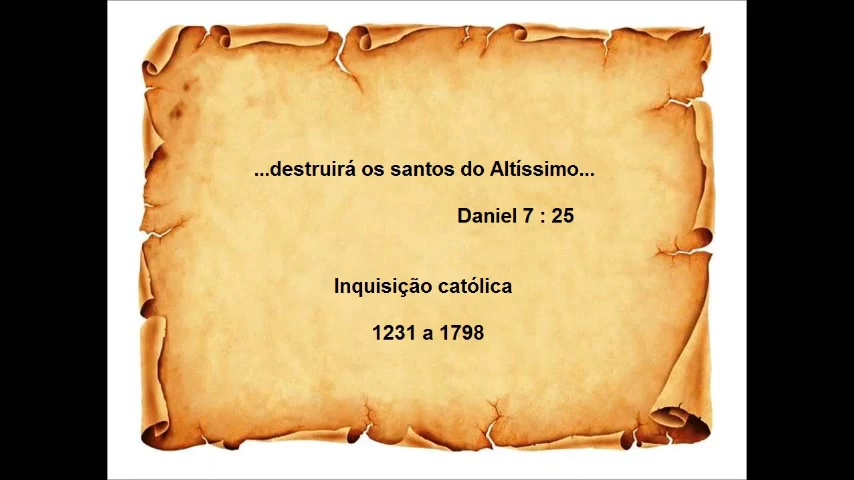 ...destruirá os santos do Altíssimo...
Daniel 7 : 25
Inquisição católica
1231 a 1798